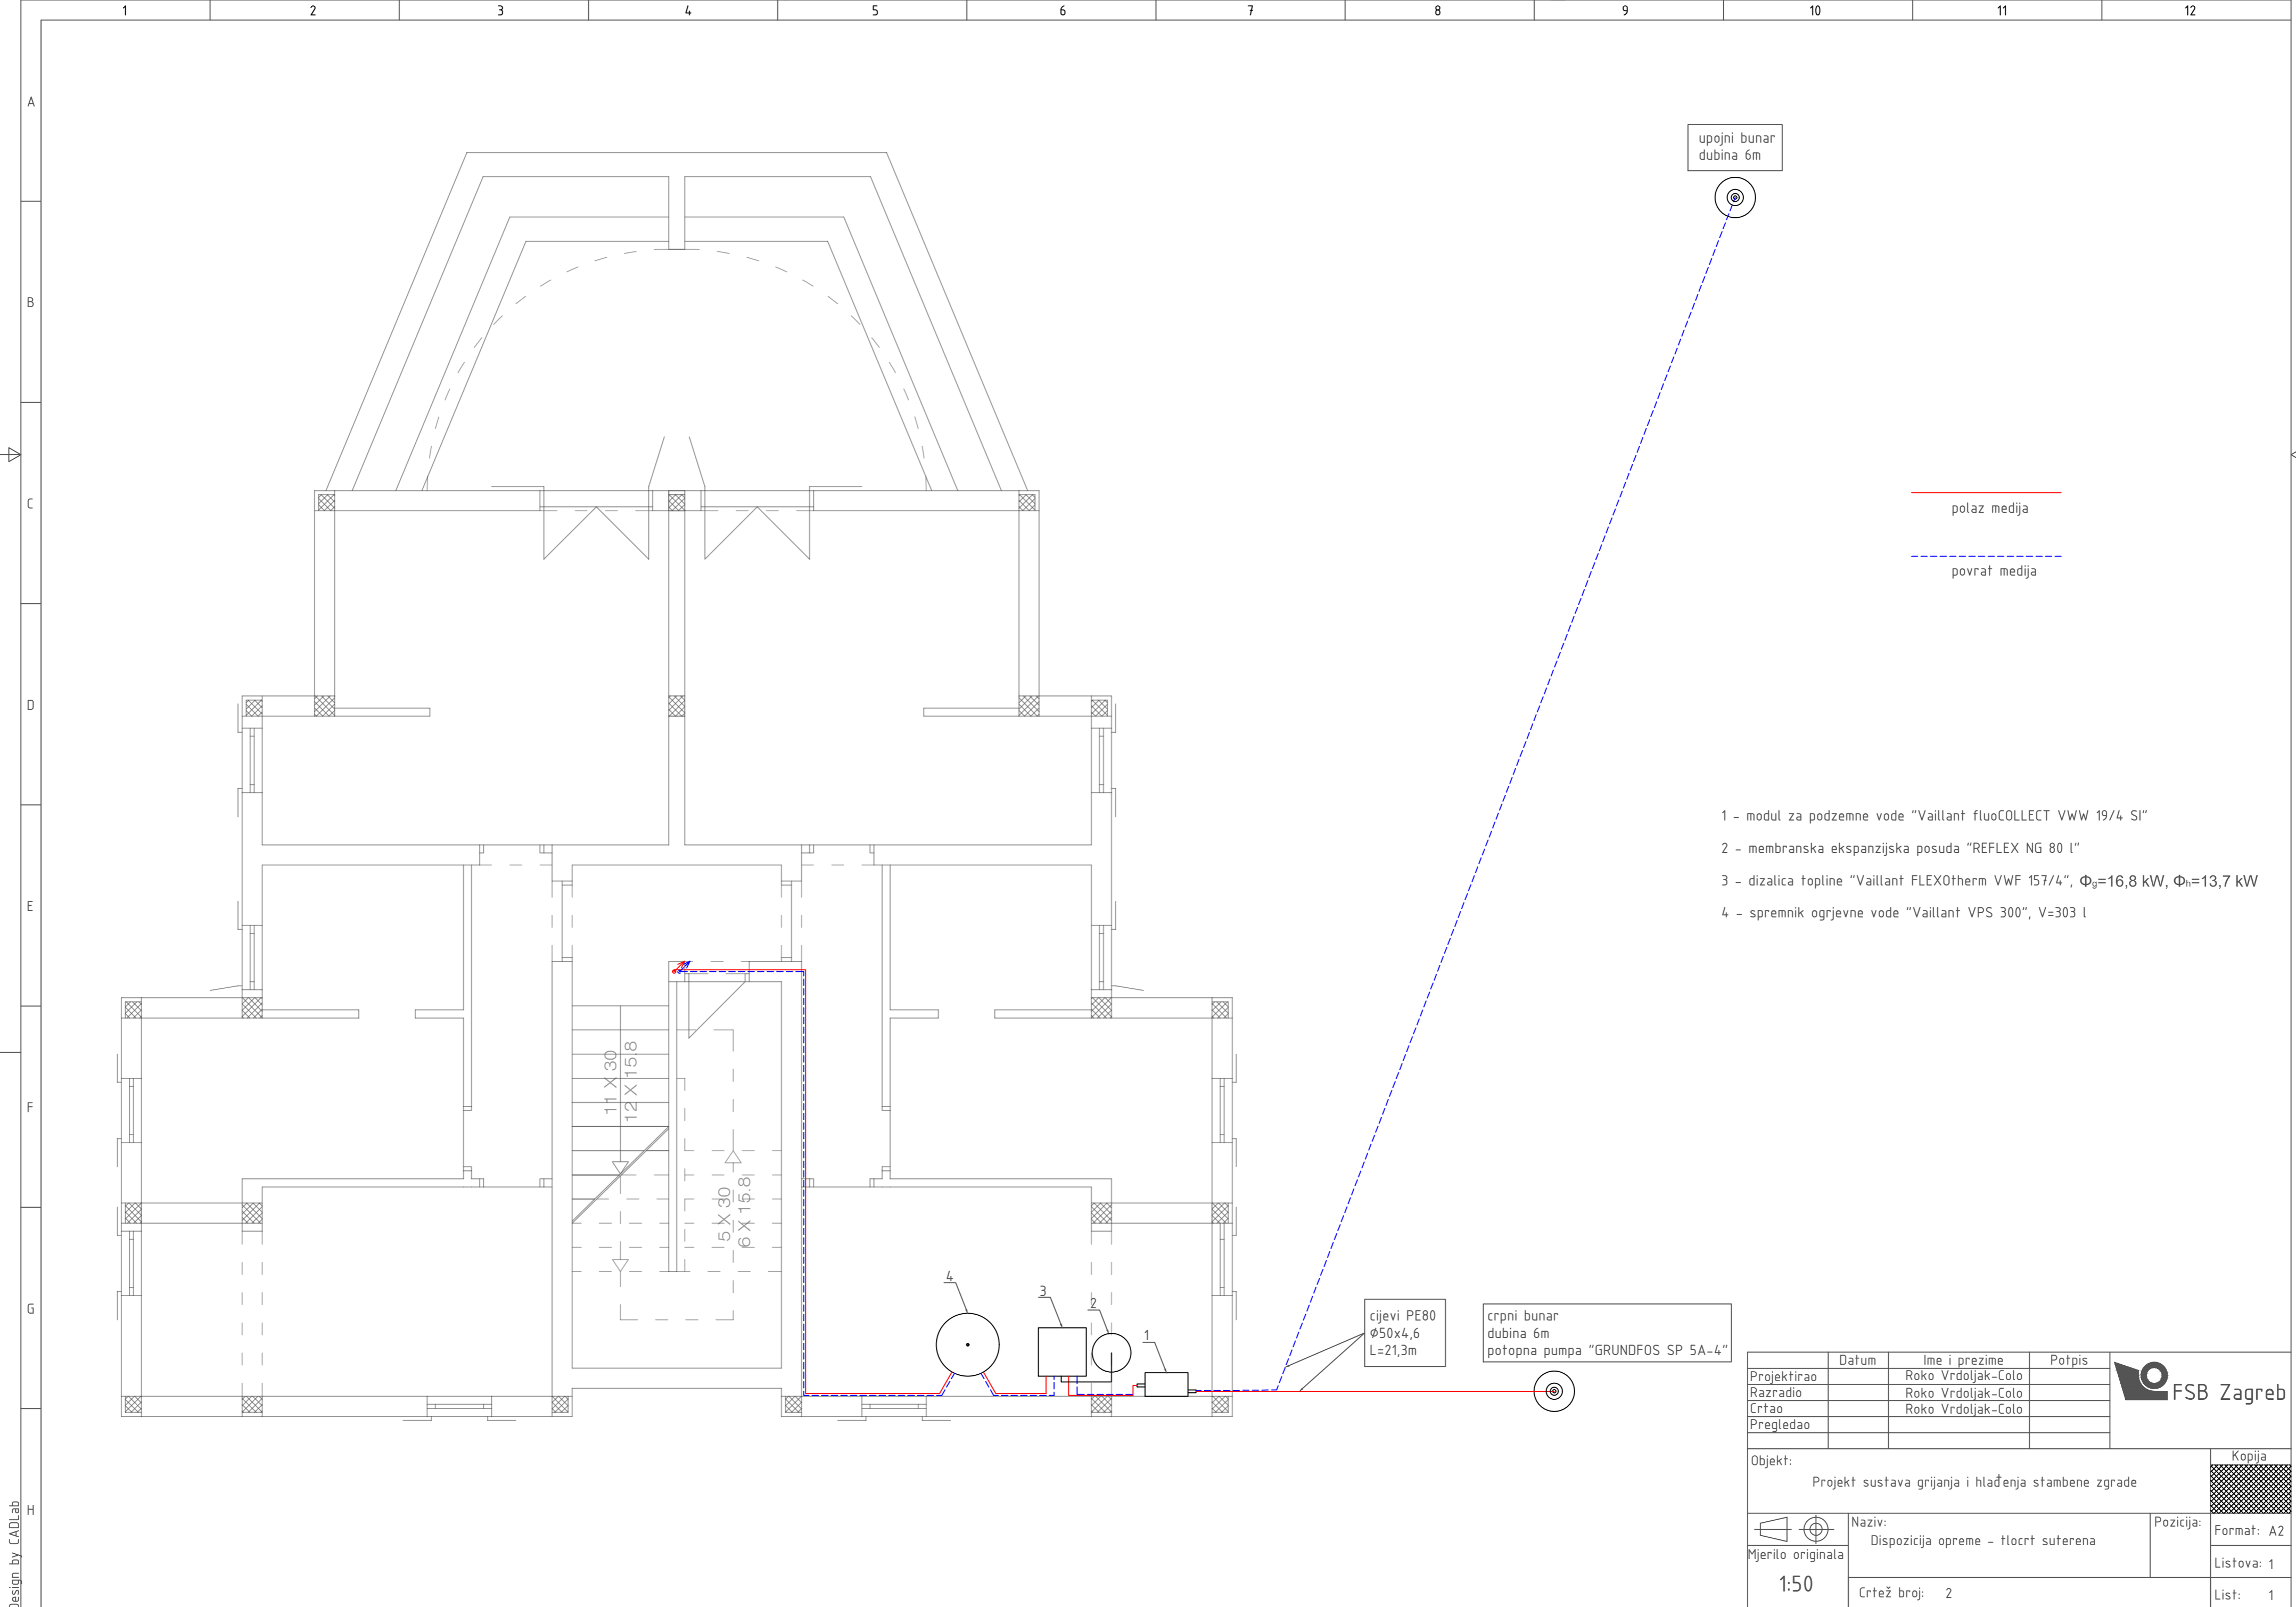 1 2 3 4 5 6 7 8 9 10 11 12
A
B
C
D
E
F
G
H
upojni bunar
dubina 6m
polaz medija
povrat medija
1 - modul za podzemne vode "Vaillant fluoCOLLECT VWW 19/4 SI"
2 - membranska ekspanzijska posuda "REFLEX NG 80 l"
3 - dizalica topline "Vaillant FLEXOtherm VWF 157/4", Φg=16,8 kW, Φh=13,7 kW
4 - spremnik ogrjevne vode "Vaillant VPS 300", V=303 l
11 X 30
12 X 15.8
5 X 30
6 X 15.8
4
3
2
1
cijevi PE80
Ø50x4,6
L=21,3m
crpni bunar
dubina 6m
potopna pumpa "GRUNDFOS SP 5A-4"
Datum Ime i prezime Potpis
Projektirao Roko Vrdoljak-Colo
Razradio Roko Vrdoljak-Colo
Crtao Roko Vrdoljak-Colo
Pregledao
FSB Zagreb
Objekt:
Projekt sustava grijanja i hlađenja stambene zgrade
Kopija
Naziv:
Dispozicija opreme - tlocrt suterena
Pozicija:
Format: A2
Mjerilo originala
1:50
Listova: 1
Crtež broj: 2
List: 1
Design by CADLab